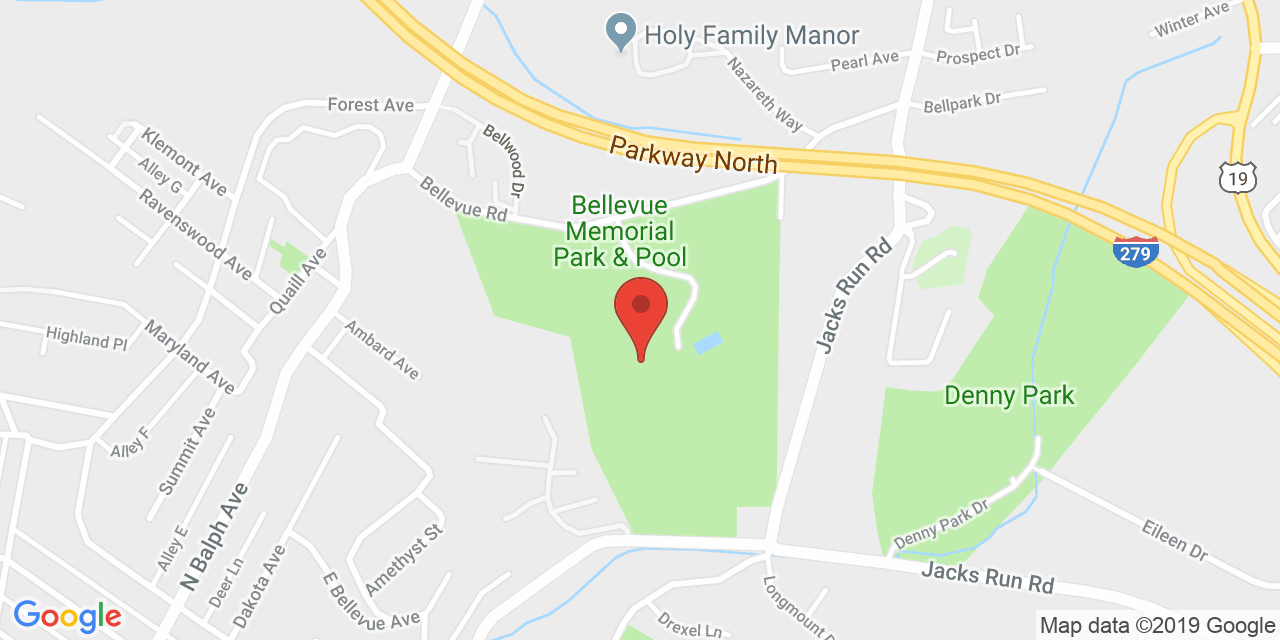 Holy Family Manor
Winter Ave
Prospect Dr
Pearl Ave
Nazareth Way
Bellpark Dr
Forest Ave
Parkway North
Klemont Ave
Alley G
Ravenswood Ave
Bellwood Dr
Bellevue Rd
Bellevue
Memorial
Park & Pool
19
279
Quaill Ave
Jacks Run Rd
Highland Pl
Maryland Ave
Ambard Ave
Denny Park
Alley F
Summit Ave
N Balph Ave
Alley E
Deer Ln
Dakota Ave
E Bellevue Ave
Amethyst St
Denny Park Dr
Eileen Dr
Jacks Run Rd
Longmount D
Drexel Ln
Google
Map data ©2019 Google